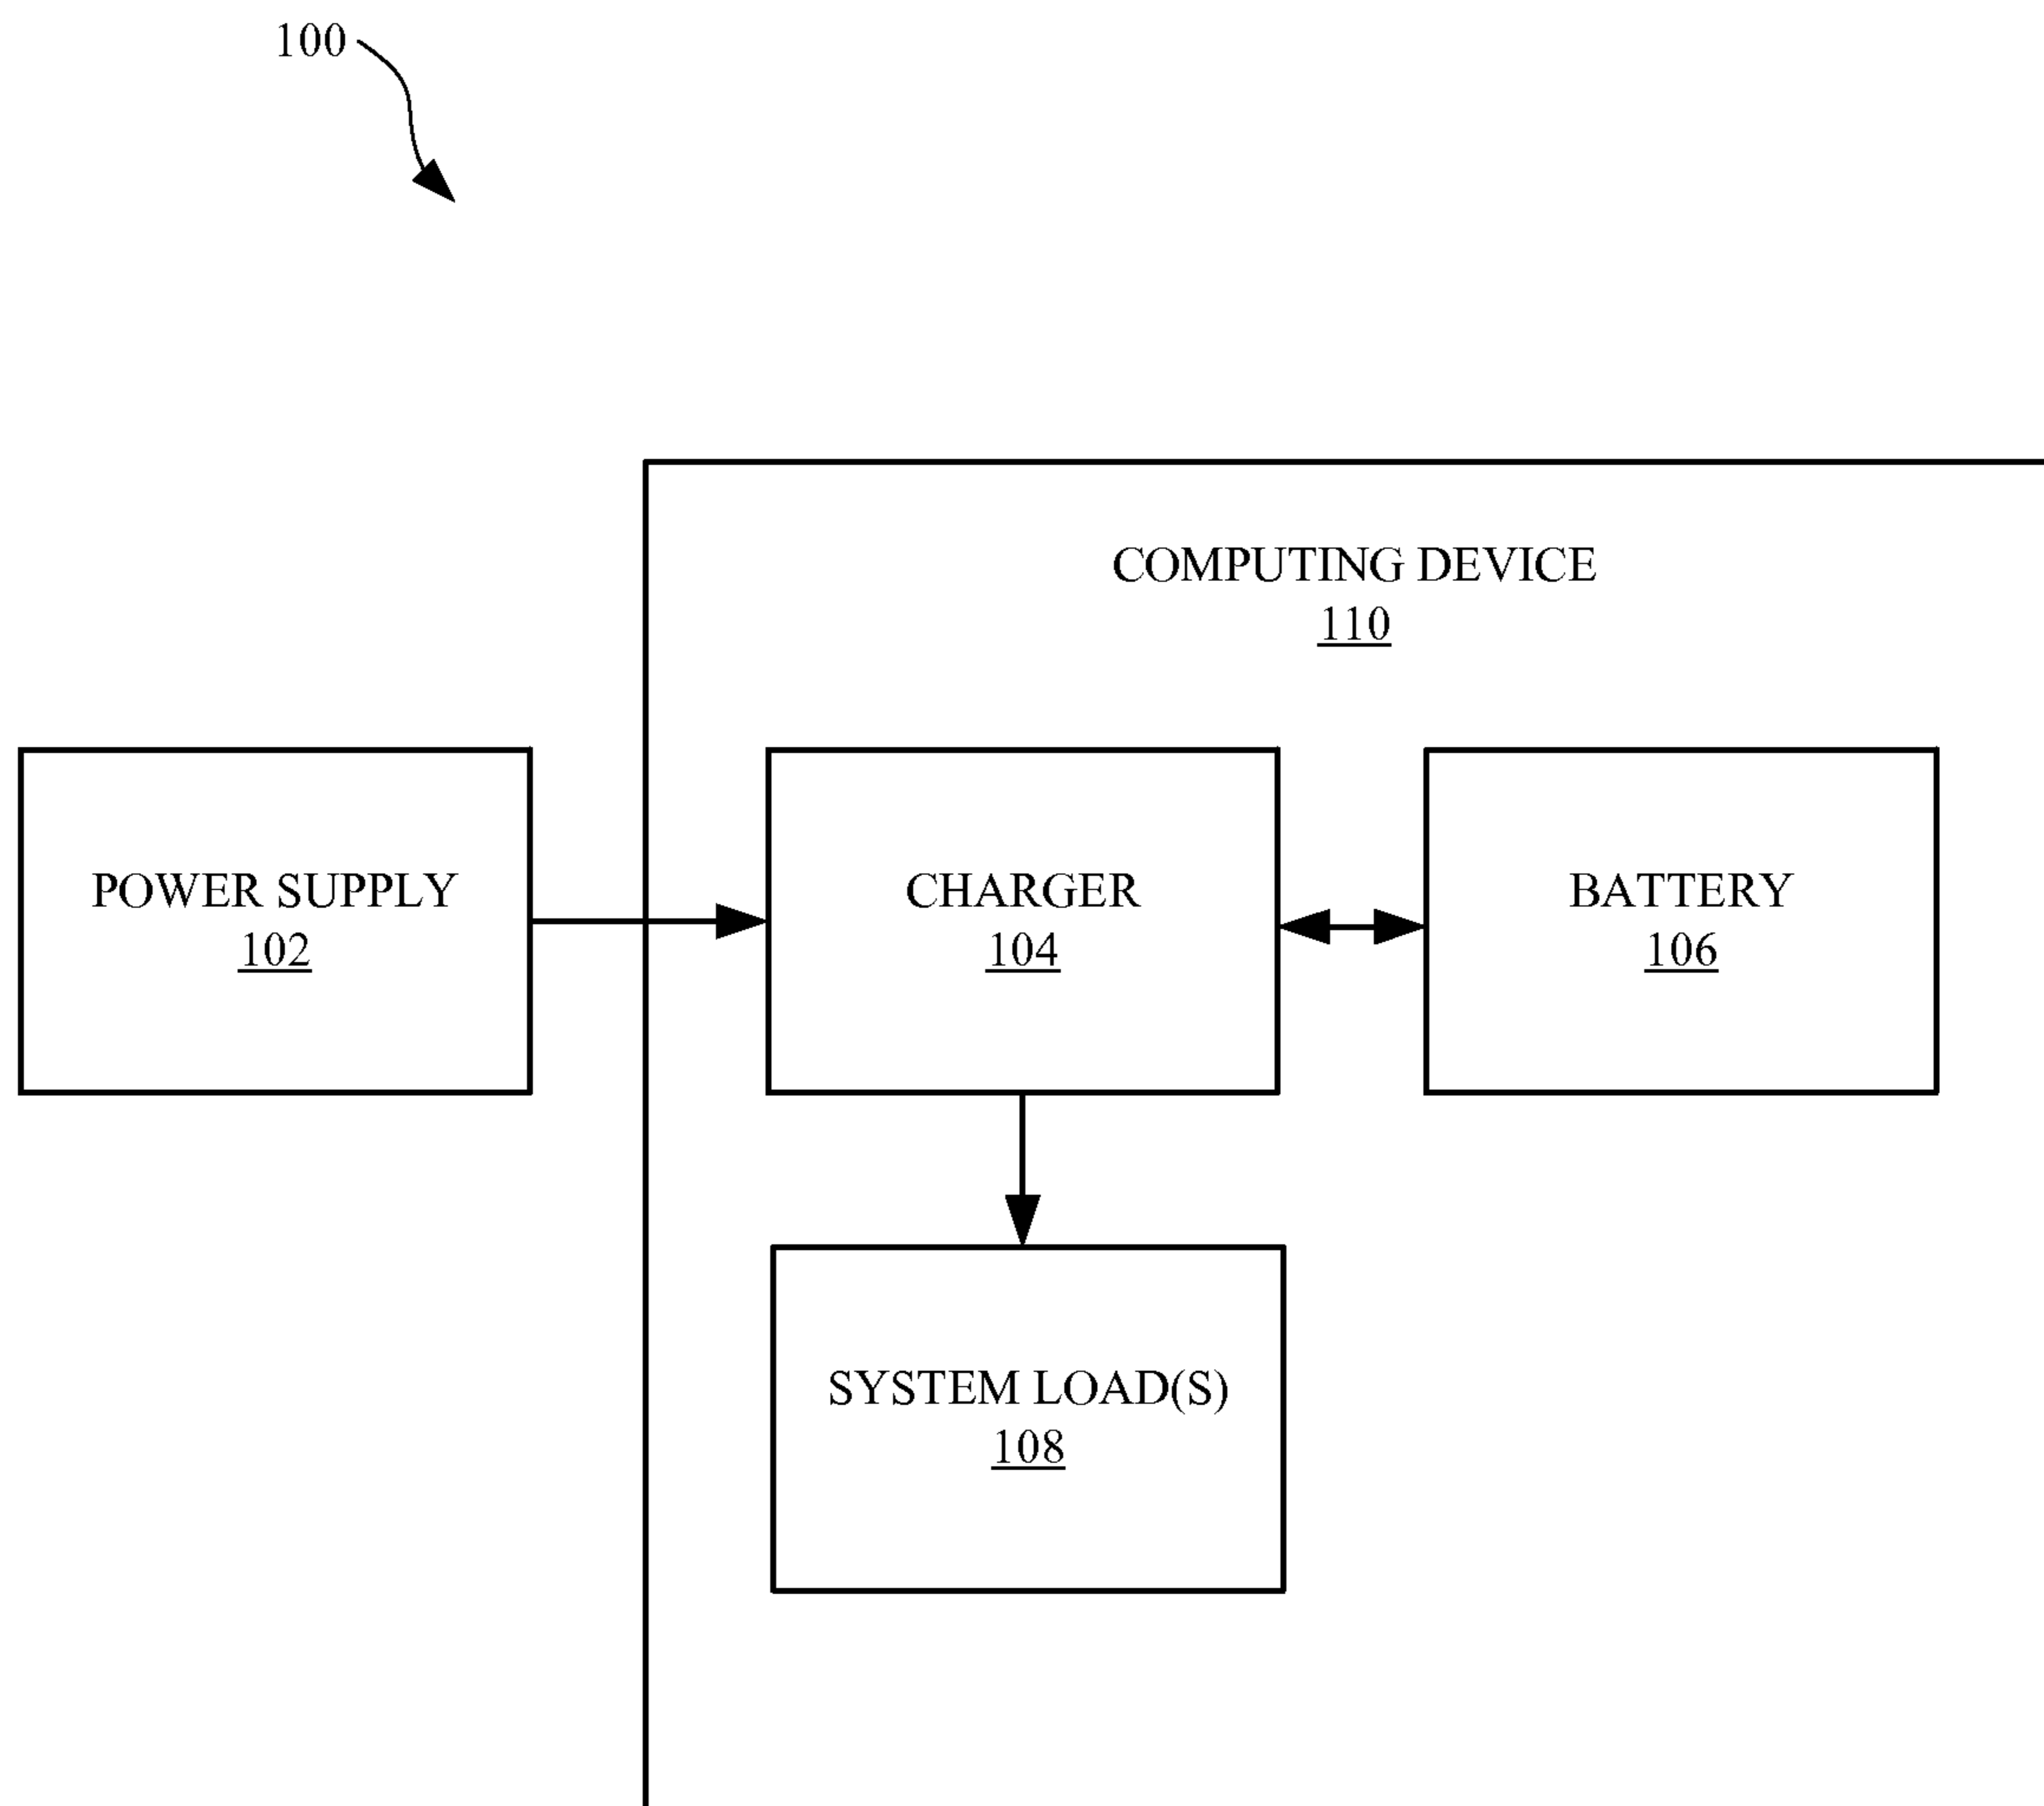 100
COMPUTING DEVICE
110
POWER SUPPLY
102
CHARGER
104
BATTERY
106
SYSTEM LOAD(S)
108